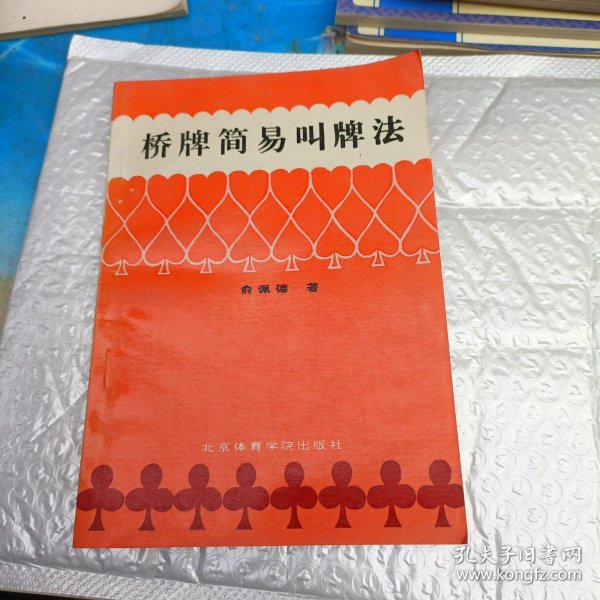 桥牌简易叫牌法
俞佩德 著
北京体育学院出版社
孔夫子旧书网
www.kongfz.com